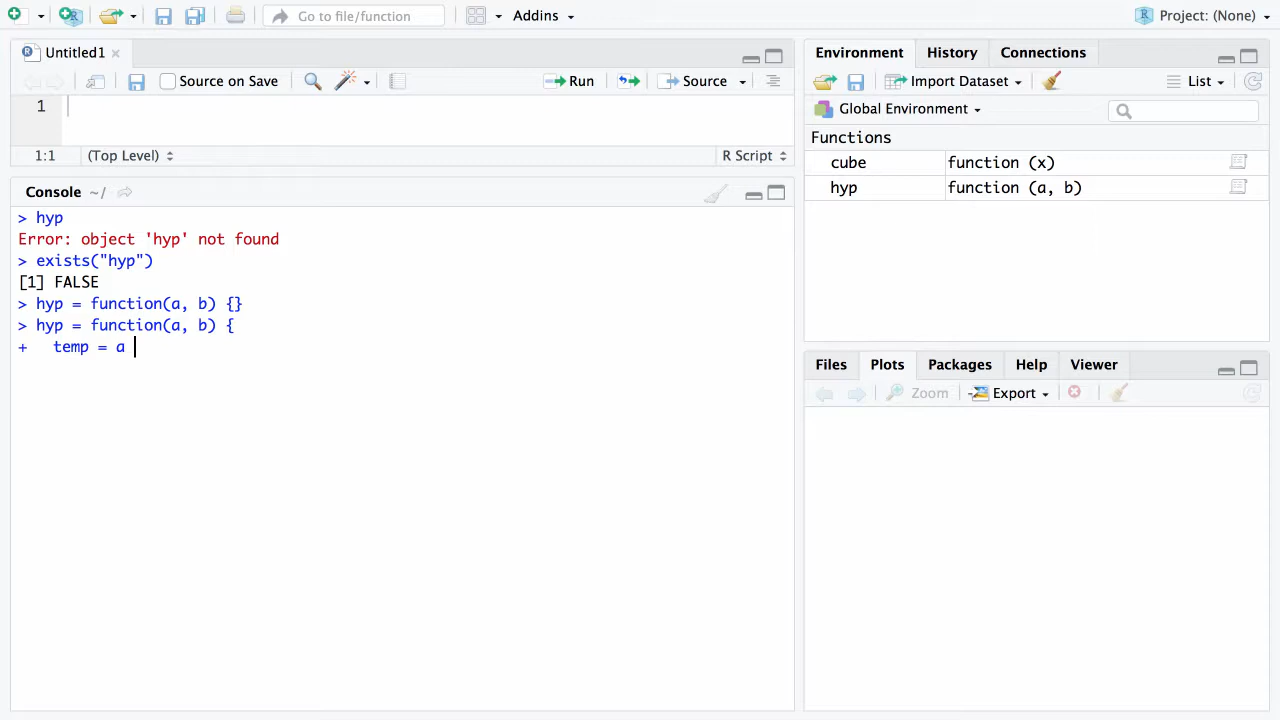 Go to file/function
Addins
Project: (None)
Untitled1
Source on Save
Run
Source
1
1:1
(Top Level)
R Script
Console ~/
> hyp
Error: object 'hyp' not found
> exists("hyp")
[1] FALSE
> hyp = function(a, b) {}
> hyp = function(a, b) {
+   temp = a
Environment
History
Connections
Import Dataset
List
Global Environment
Functions
cube function (x)
hyp function (a, b)
Files
Plots
Packages
Help
Viewer
Zoom
Export